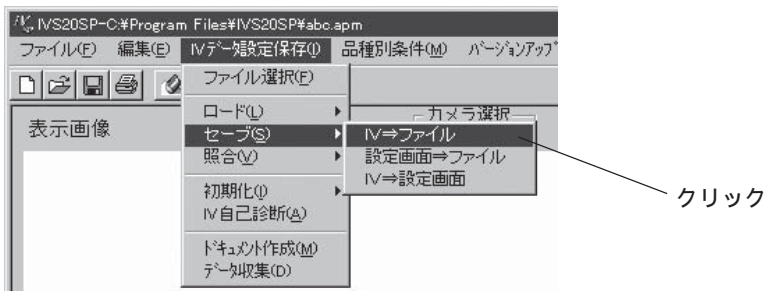 IVS20SP-C:¥Program Files¥IVS20SP¥abc.apm
ファイル(F) 編集(E) IVデータ設定保存(I) 品種別条件(M) バージョンアップ
ファイル選択(F)
ロード(L)
カメラ選択
表示画像
セーブ(S)
IV⇒ファイル
照合(V)
設定画面⇒ファイル
IV⇒設定画面
初期化(I)
クリック
IV自己診断(A)
ドキュメント作成(M)
データ収集(D)